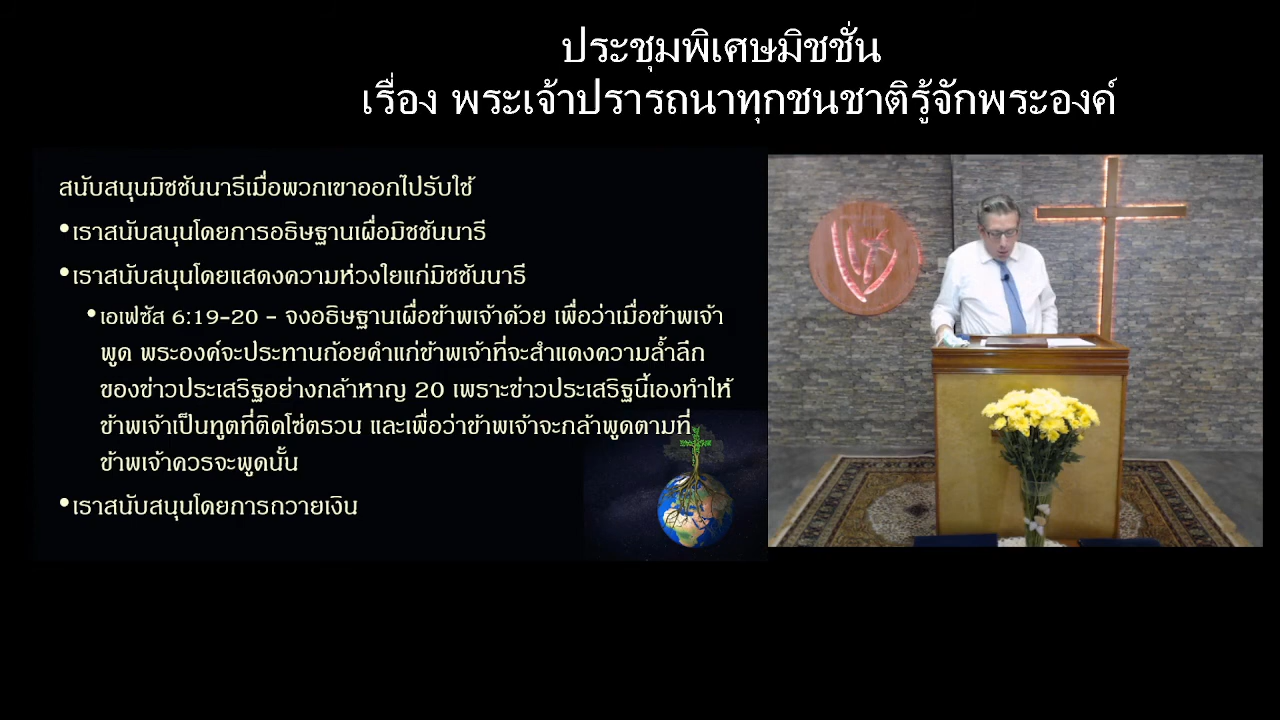 ประชุมพิเศษมิชชั่น
เรื่อง พระเจ้าปรารถนาทุกชนชาติรู้จักพระองค์
สนับสนุนมิชชันนารีเมื่อพวกเขาออกไปรับใช้
•เราสนับสนุนโดยการอธิษฐานเผื่อมิชชันนารี
•เราสนับสนุนโดยแสดงความห่วงใยแก่มิชชันนารี
•เอเฟซัส 6:19-20 - จงอธิษฐานเผื่อข้าพเจ้าด้วย เพื่อว่าเมื่อข้าพเจ้า
พูด พระองค์จะประทานถ้อยคำแก่ข้าพเจ้าที่จะสำแดงความล้ำลึก
ของข่าวประเสริฐอย่างกล้าหาญ 20 เพราะข่าวประเสริฐนี้เองทำให้
ข้าพเจ้าเป็นทูตที่ติดโซ่ตรวน และเพื่อว่าข้าพเจ้าจะกล้าพูดตามที่
ข้าพเจ้าควรจะพูดนั้น
•เราสนับสนุนโดยการถวายเงิน